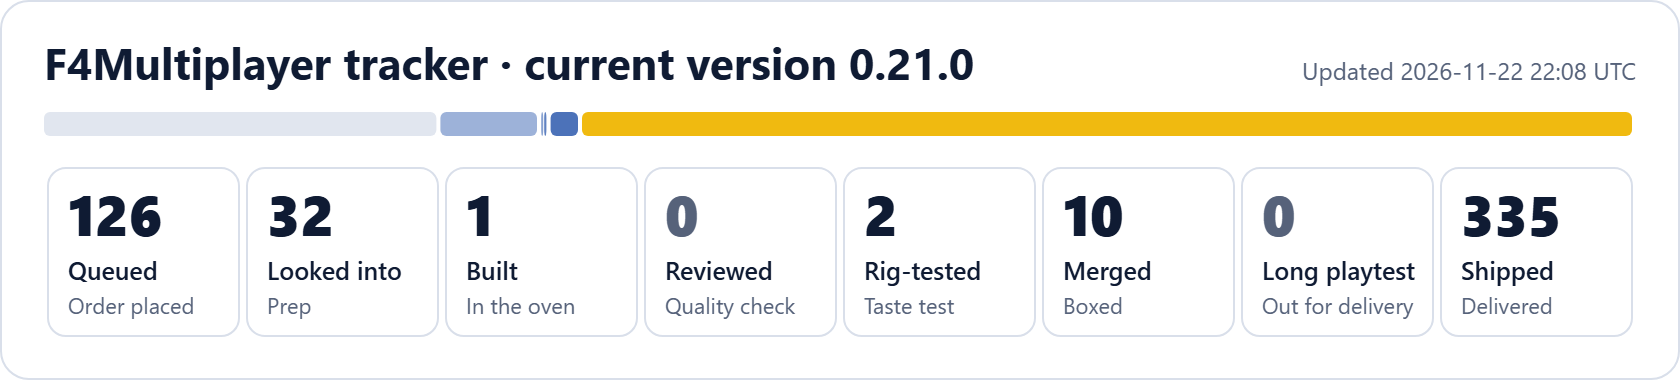 F4Multiplayer tracker · current version 0.21.0
Updated 2026-11-22 22:08 UTC
126
Queued
Order placed
32
Looked into
Prep
1
Built
In the oven
0
Reviewed
Quality check
2
Rig-tested
Taste test
10
Merged
Boxed
0
Long playtest
Out for delivery
335
Shipped
Delivered